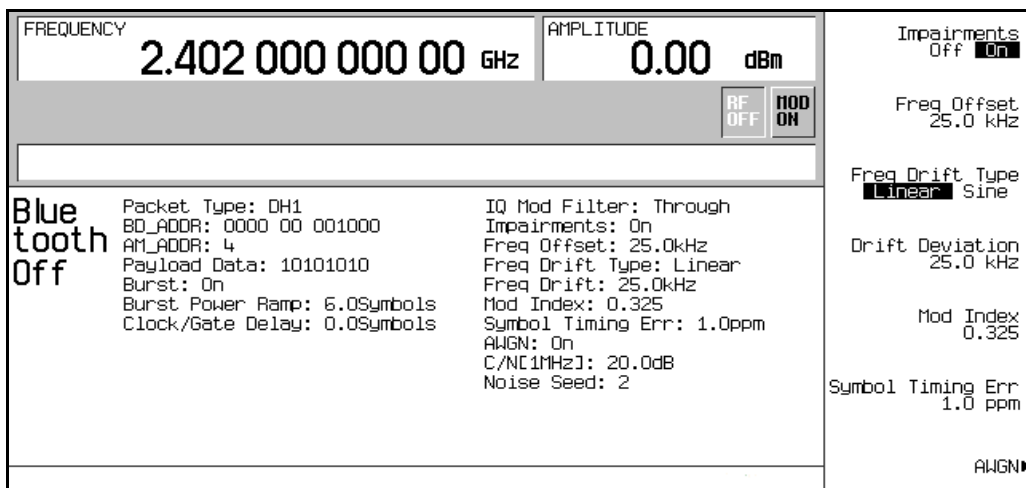 FREQUENCY
2.402 000 000 00 GHz
AMPLITUDE
0.00 dBm
RF OFF
MOD ON
Blue
tooth
Off
Packet Type: DH1
BD_ADDR: 0000 00 001000
AM_ADDR: 4
Payload Data: 10101010
Burst: On
Burst Power Ramp: 6.0Symbols
Clock/Gate Delay: 0.0Symbols
IQ Mod Filter: Through
Impairments: On
Freq Offset: 25.0kHz
Freq Drift Type: Linear
Freq Drift: 25.0kHz
Mod Index: 0.325
Symbol Timing Err: 1.0ppm
AWGN: On
C/N[1MHz]: 20.0dB
Noise Seed: 2
Impairments
Off On
Freq Offset
25.0 kHz
Freq Drift Type
Linear Sine
Drift Deviation
25.0 kHz
Mod Index
0.325
Symbol Timing Err
1.0 ppm
AWGN